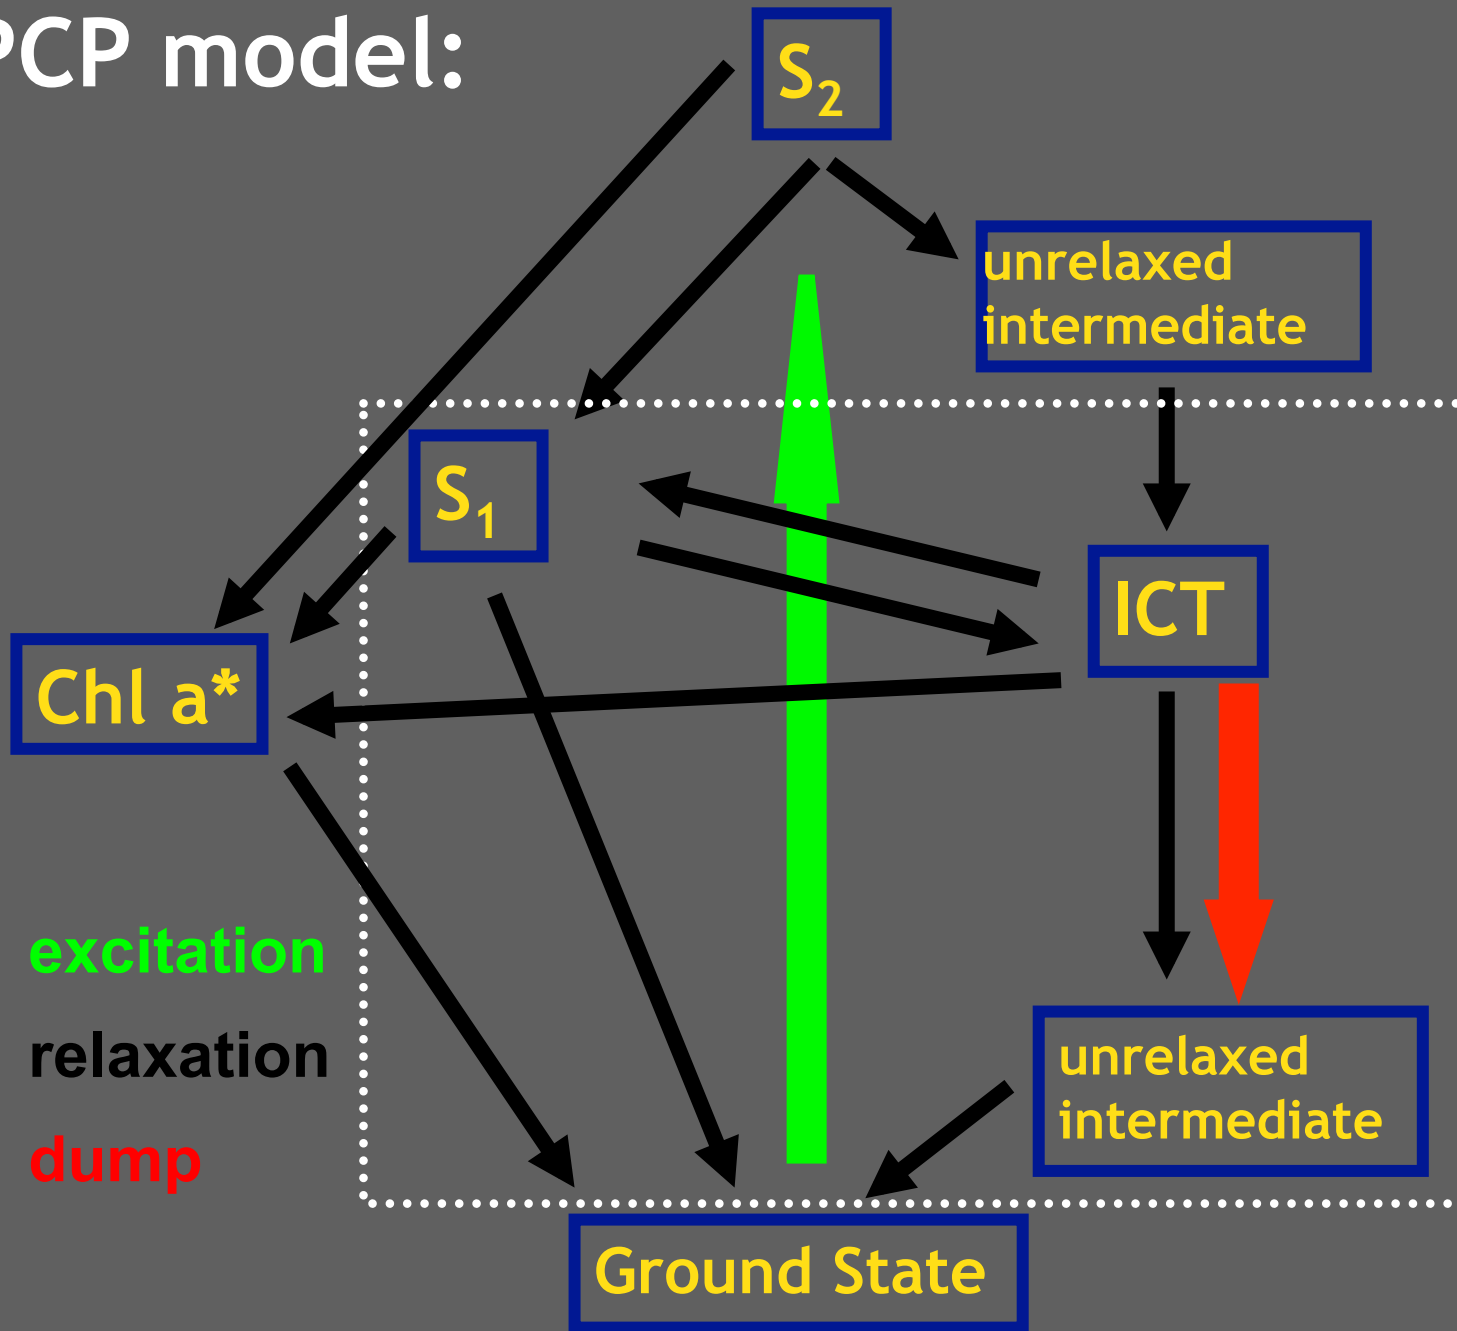 PCP model:
S₂
unrelaxed
intermediate
S₁
ICT
Chl a*
excitation
relaxation
dump
unrelaxed
intermediate
Ground State